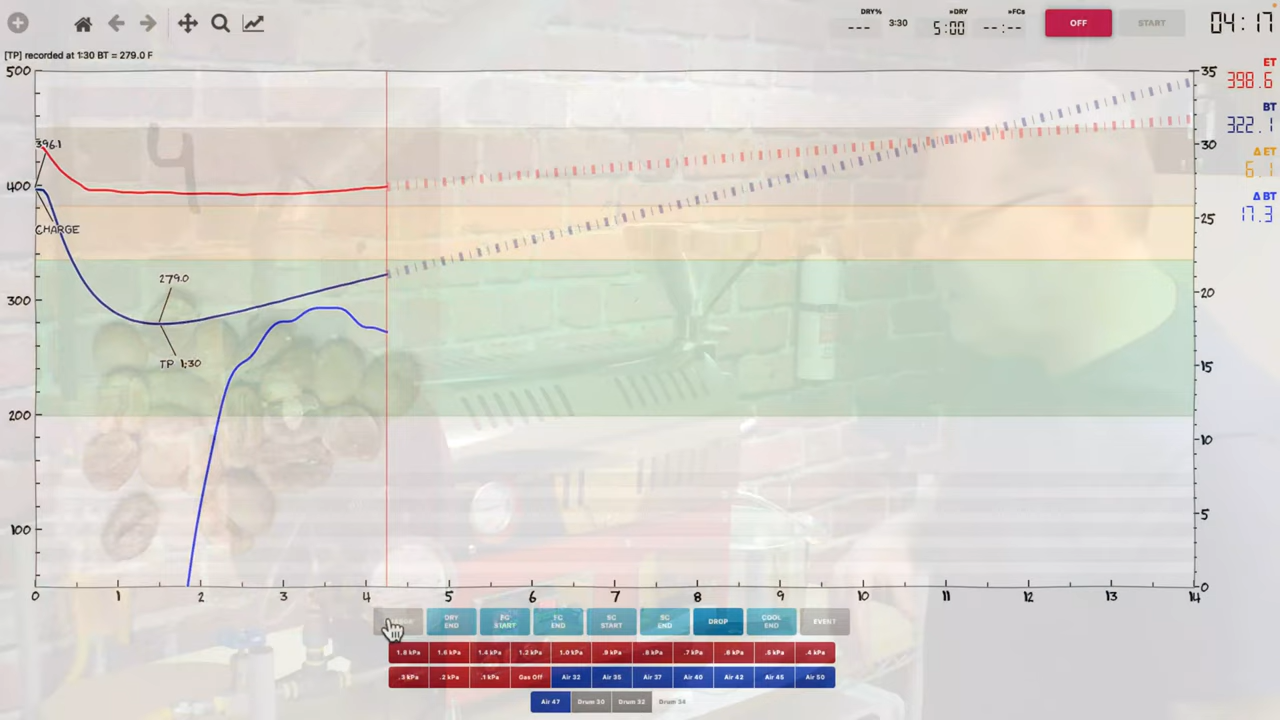 DRY%
»DRY
»FCs
---
3:30
5:00
--:--
OFF
START
04:17
[TP] recorded at 1:30 BT = 279.0 F
ET
398.6
BT
322.1
Δ ET
6.1
Δ BT
17.3
500
400
300
200
100
35
30
25
20
15
10
5
0
4
396.1
CHARGE
279.0
TP 1:30
0 1 2 3 4 5 6 7 8 9 10 11 12 13 14
DRY END
FC START
FC END
SC START
SC END
DROP
COOL END
EVENT
1.8 kPa 1.6 kPa 1.4 kPa 1.2 kPa 1.0 kPa .9 kPa .8 kPa .7 kPa .6 kPa .5 kPa .4 kPa
.3 kPa .2 kPa .1 kPa Gas Off Air 32 Air 35 Air 37 Air 40 Air 42 Air 45 Air 50
Air 47 Drum 30 Drum 32 Drum 34